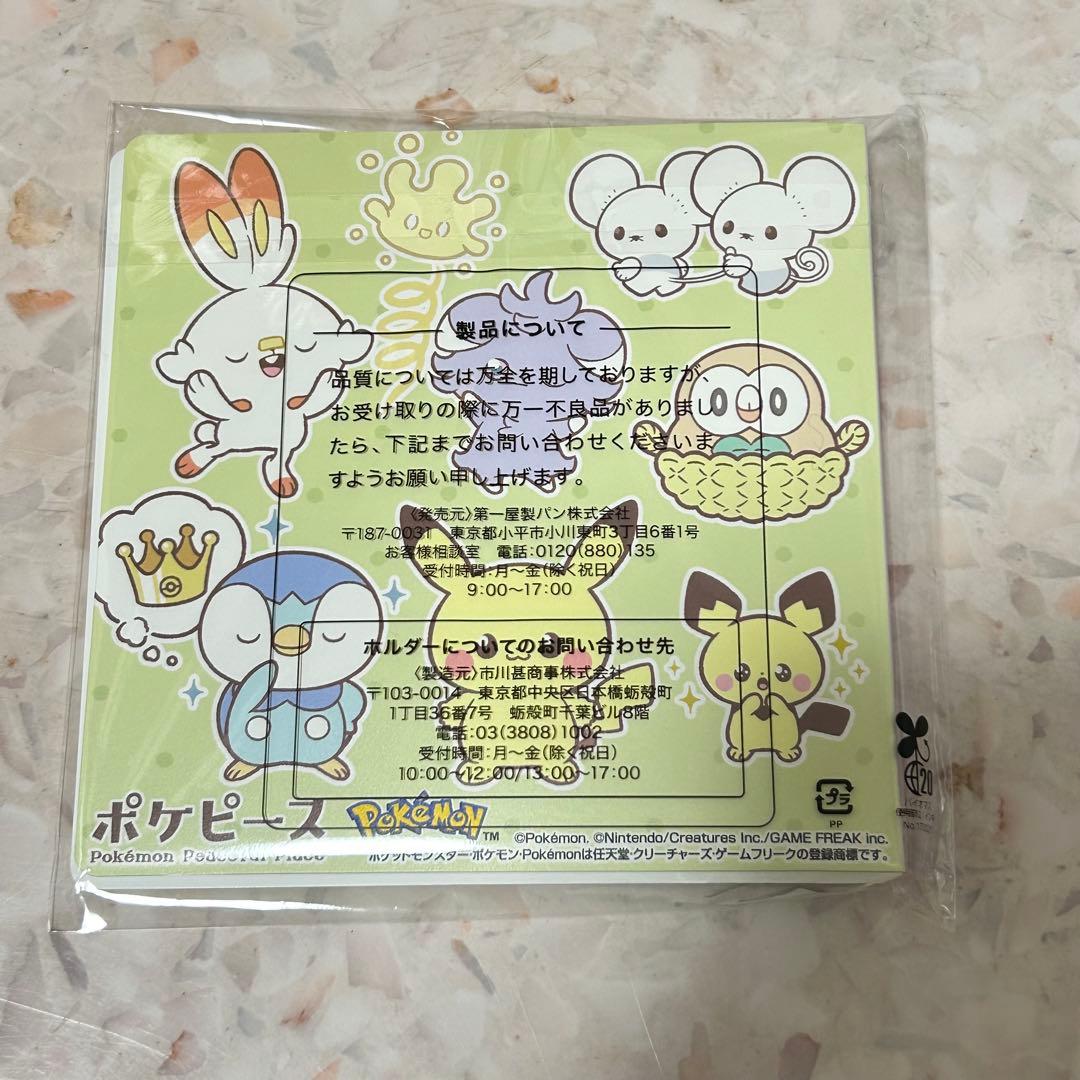 製品について
品質については万全を期しておりますが、
お受け取りの際に万一不良品がありまし
たら、下記までお問い合わせくださいま
すようお願い申し上げます。
〈発売元〉第一屋製パン株式会社
〒187-0031 東京都小平市小川東町3丁目6番1号
お客様相談室 電話:0120(880)135
受付時間:月～金(除く祝日)
9:00～17:00
ホルダーについてのお問い合わせ先
〈製造元〉市川甚商事株式会社
〒103-0014 東京都中央区日本橋蛎殻町
1丁目36番7号 蛎殻町千葉ビル8階
電話:03(3808)1002
受付時間:月～金(除く祝日)
10:00～12:00/13:00～17:00
ポケピース
Pokémon Peaceful Place
POKÉMON™
プラ
PP
20
バイオマス
©Pokémon. ©Nintendo/Creatures Inc./GAME FREAK inc.
ポケットモンスター・ポケモン・Pokémonは任天堂・クリーチャーズ・ゲームフリークの登録商標です。